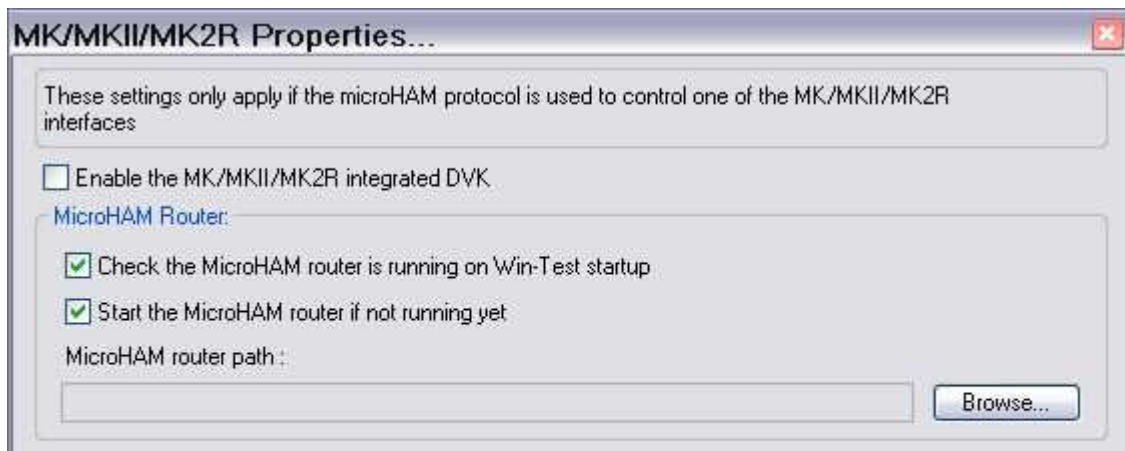 MK/MKII/MK2R Properties...
These settings only apply if the microHAM protocol is used to control one of the MK/MKII/MK2R
interfaces
Enable the MK/MKII/MK2R integrated DVK
MicroHAM Router:
Check the MicroHAM router is running on Win-Test startup
Start the MicroHAM router if not running yet
MicroHAM router path :
Browse...